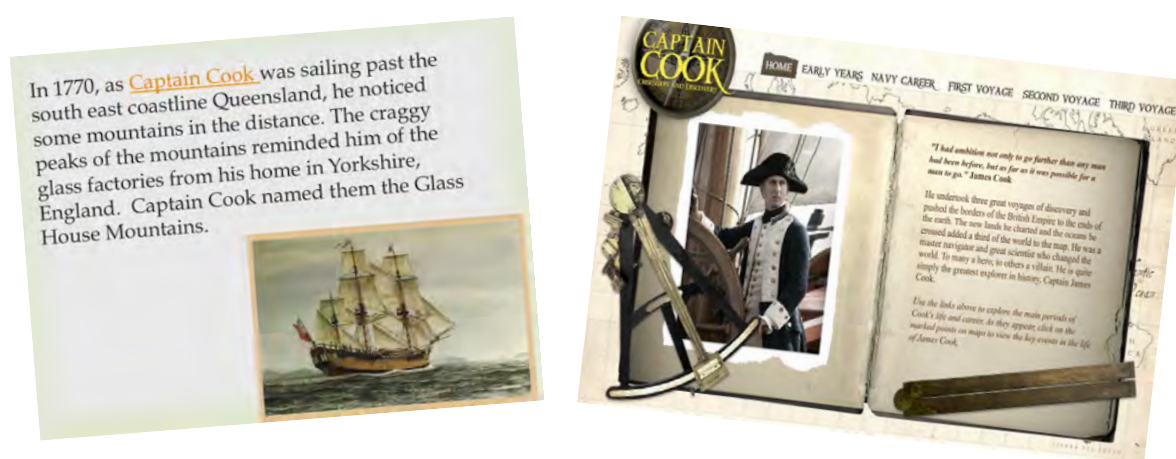 In 1770, as Captain Cook was sailing past the
south east coastline Queensland, he noticed
some mountains in the distance. The craggy
peaks of the mountains reminded him of the
glass factories from his home in Yorkshire,
England.  Captain Cook named them the Glass
House Mountains.
CAPTAIN
COOK
OBSESSION AND DISCOVERY
HOME EARLY YEARS NAVY CAREER FIRST VOYAGE SECOND VOYAGE THIRD VOYAGE
"I had ambition not only to go farther than any man
had been before, but as far as it was possible for a
man to go." James Cook
He undertook three great voyages of discovery and
pushed the borders of the British Empire to the ends of
the earth. The new lands he charted and the oceans he
crossed added a third of the world to the map. He was a
master navigator and great scientist who changed the
world. To many a hero, to others a villain. He is quite
simply the greatest explorer in history, Captain James
Cook.
Use the links above to explore the main periods of
Cook's life and career. As they appear, click on the
marked points on maps to view the key events in the life
of James Cook.